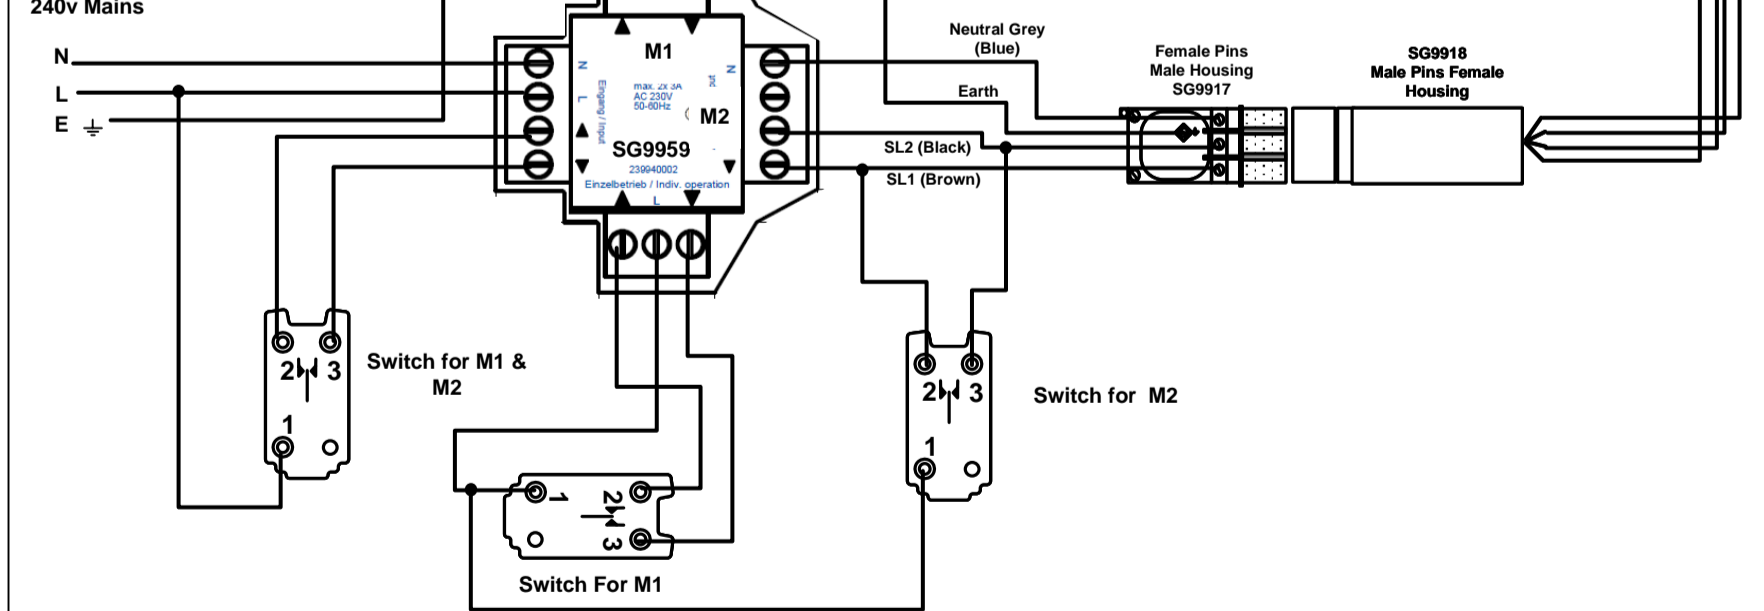 240v Mains
N
L
E
M1
N
L
Eingang / Input
max. 2x 3A
AC 230V
50-60Hz
N
M2
SG9959
239940002
Einzelbetrieb / Indiv. operation
L
Neutral Grey
(Blue)
Earth
SL2 (Black)
SL1 (Brown)
Female Pins
Male Housing
SG9917
SG9918
Male Pins Female
Housing
2 3
1
Switch for M1 &
M2
1
2
3
Switch For M1
2 3
1
Switch for M2